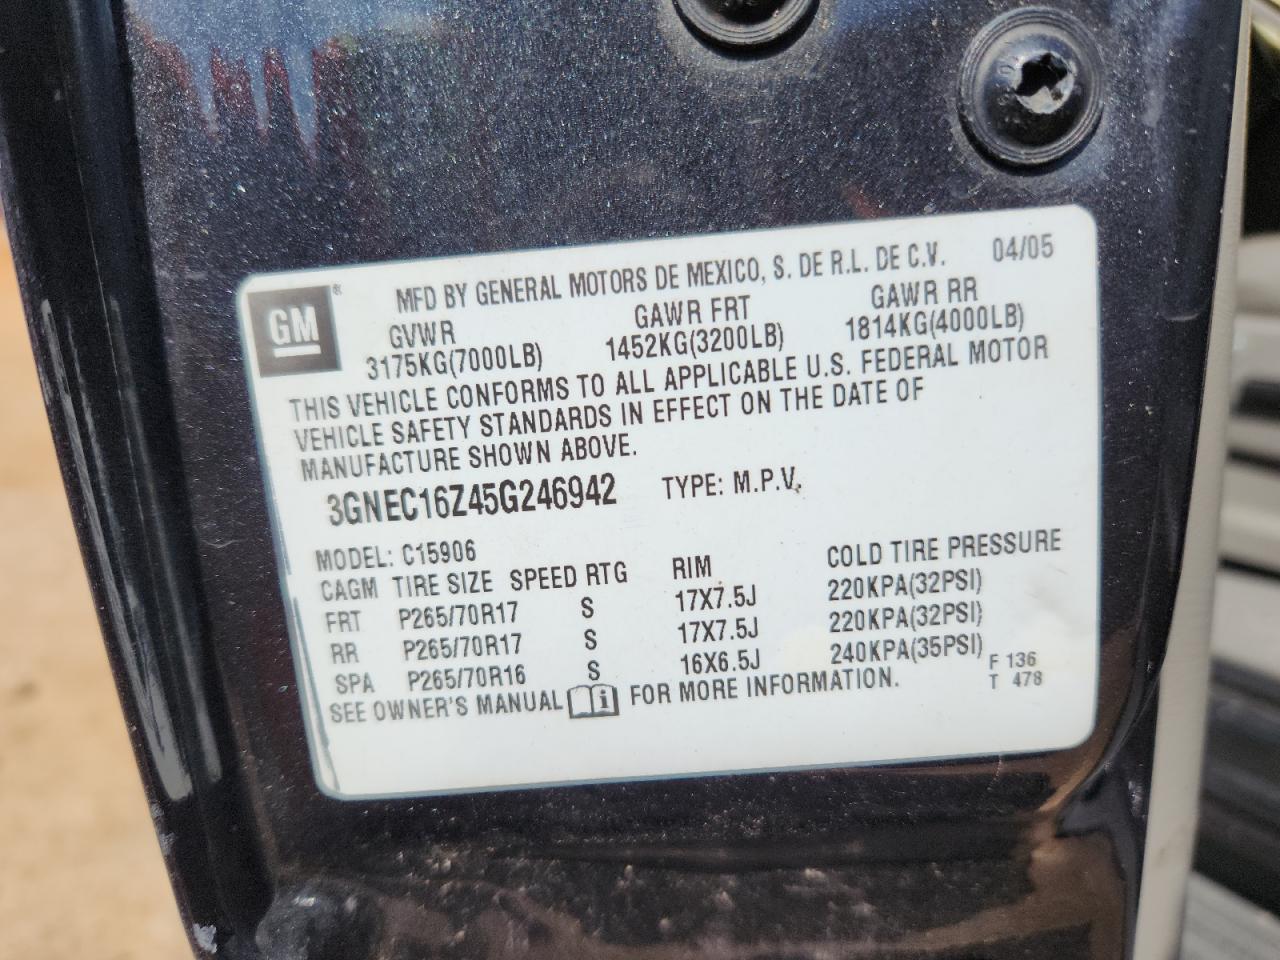 GM®
MFD BY GENERAL MOTORS DE MEXICO, S. DE R.L. DE C.V. 04/05
GVWR GAWR FRT GAWR RR
3175KG(7000LB) 1452KG(3200LB) 1814KG(4000LB)
THIS VEHICLE CONFORMS TO ALL APPLICABLE U.S. FEDERAL MOTOR
VEHICLE SAFETY STANDARDS IN EFFECT ON THE DATE OF
MANUFACTURE SHOWN ABOVE.
3GNEC16Z45G246942 TYPE: M.P.V.
MODEL: C15906
CAGM TIRE SIZE SPEED RTG RIM COLD TIRE PRESSURE
FRT P265/70R17 S 17X7.5J 220KPA(32PSI)
RR P265/70R17 S 17X7.5J 220KPA(32PSI)
SPA P265/70R16 S 16X6.5J 240KPA(35PSI)
SEE OWNER'S MANUAL i FOR MORE INFORMATION.
F 136
T 478